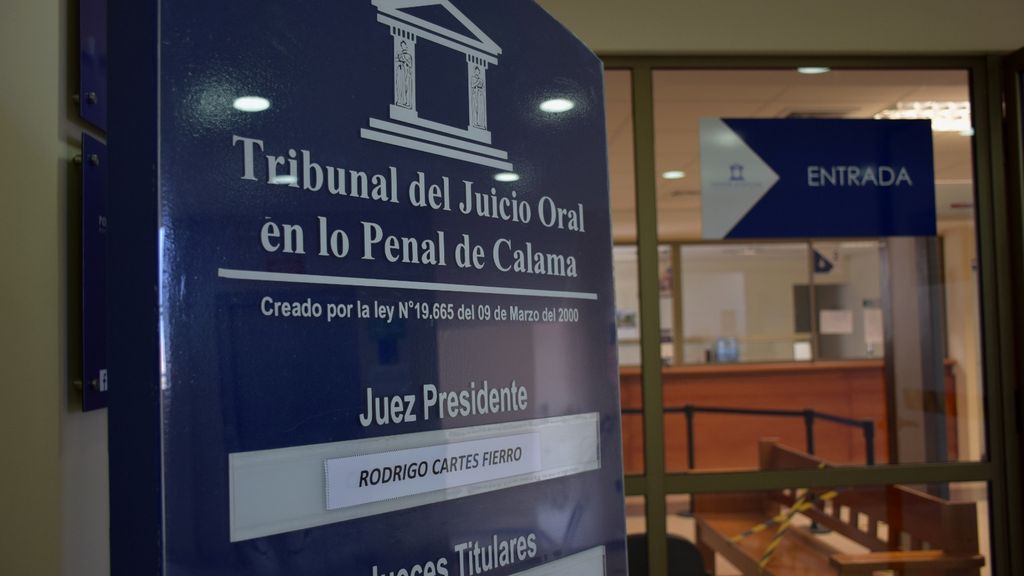 Tribunal del Juicio Oral
en lo Penal de Calama
Creado por la ley N°19.665 del 09 de Marzo del 2000
Juez Presidente
RODRIGO CARTES FIERRO
Jueces Titulares
ENTRADA